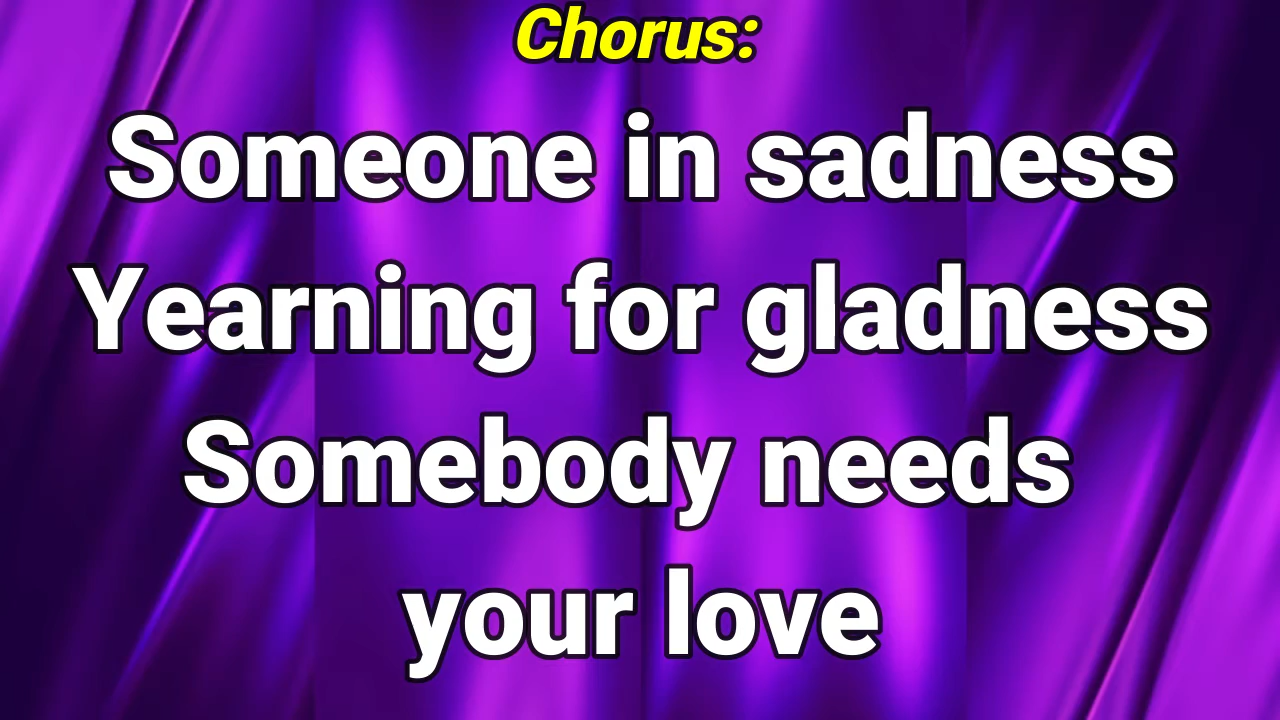 Chorus:
Someone in sadness
Yearning for gladness
Somebody needs
your love